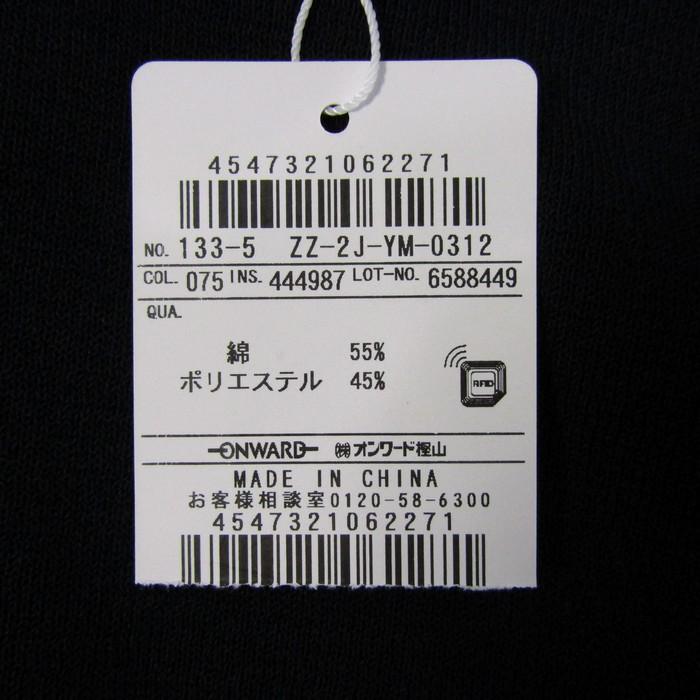 4547321062271
NO. 133-5 ZZ-2J-YM-0312
COL. 075 INS. 444987 LOT-NO. 6588449
QUA.
綿 55%
ポリエステル 45%
RFID
ONWARD ㈱オンワード樫山
MADE IN CHINA
お客様相談室0120-58-6300
4547321062271